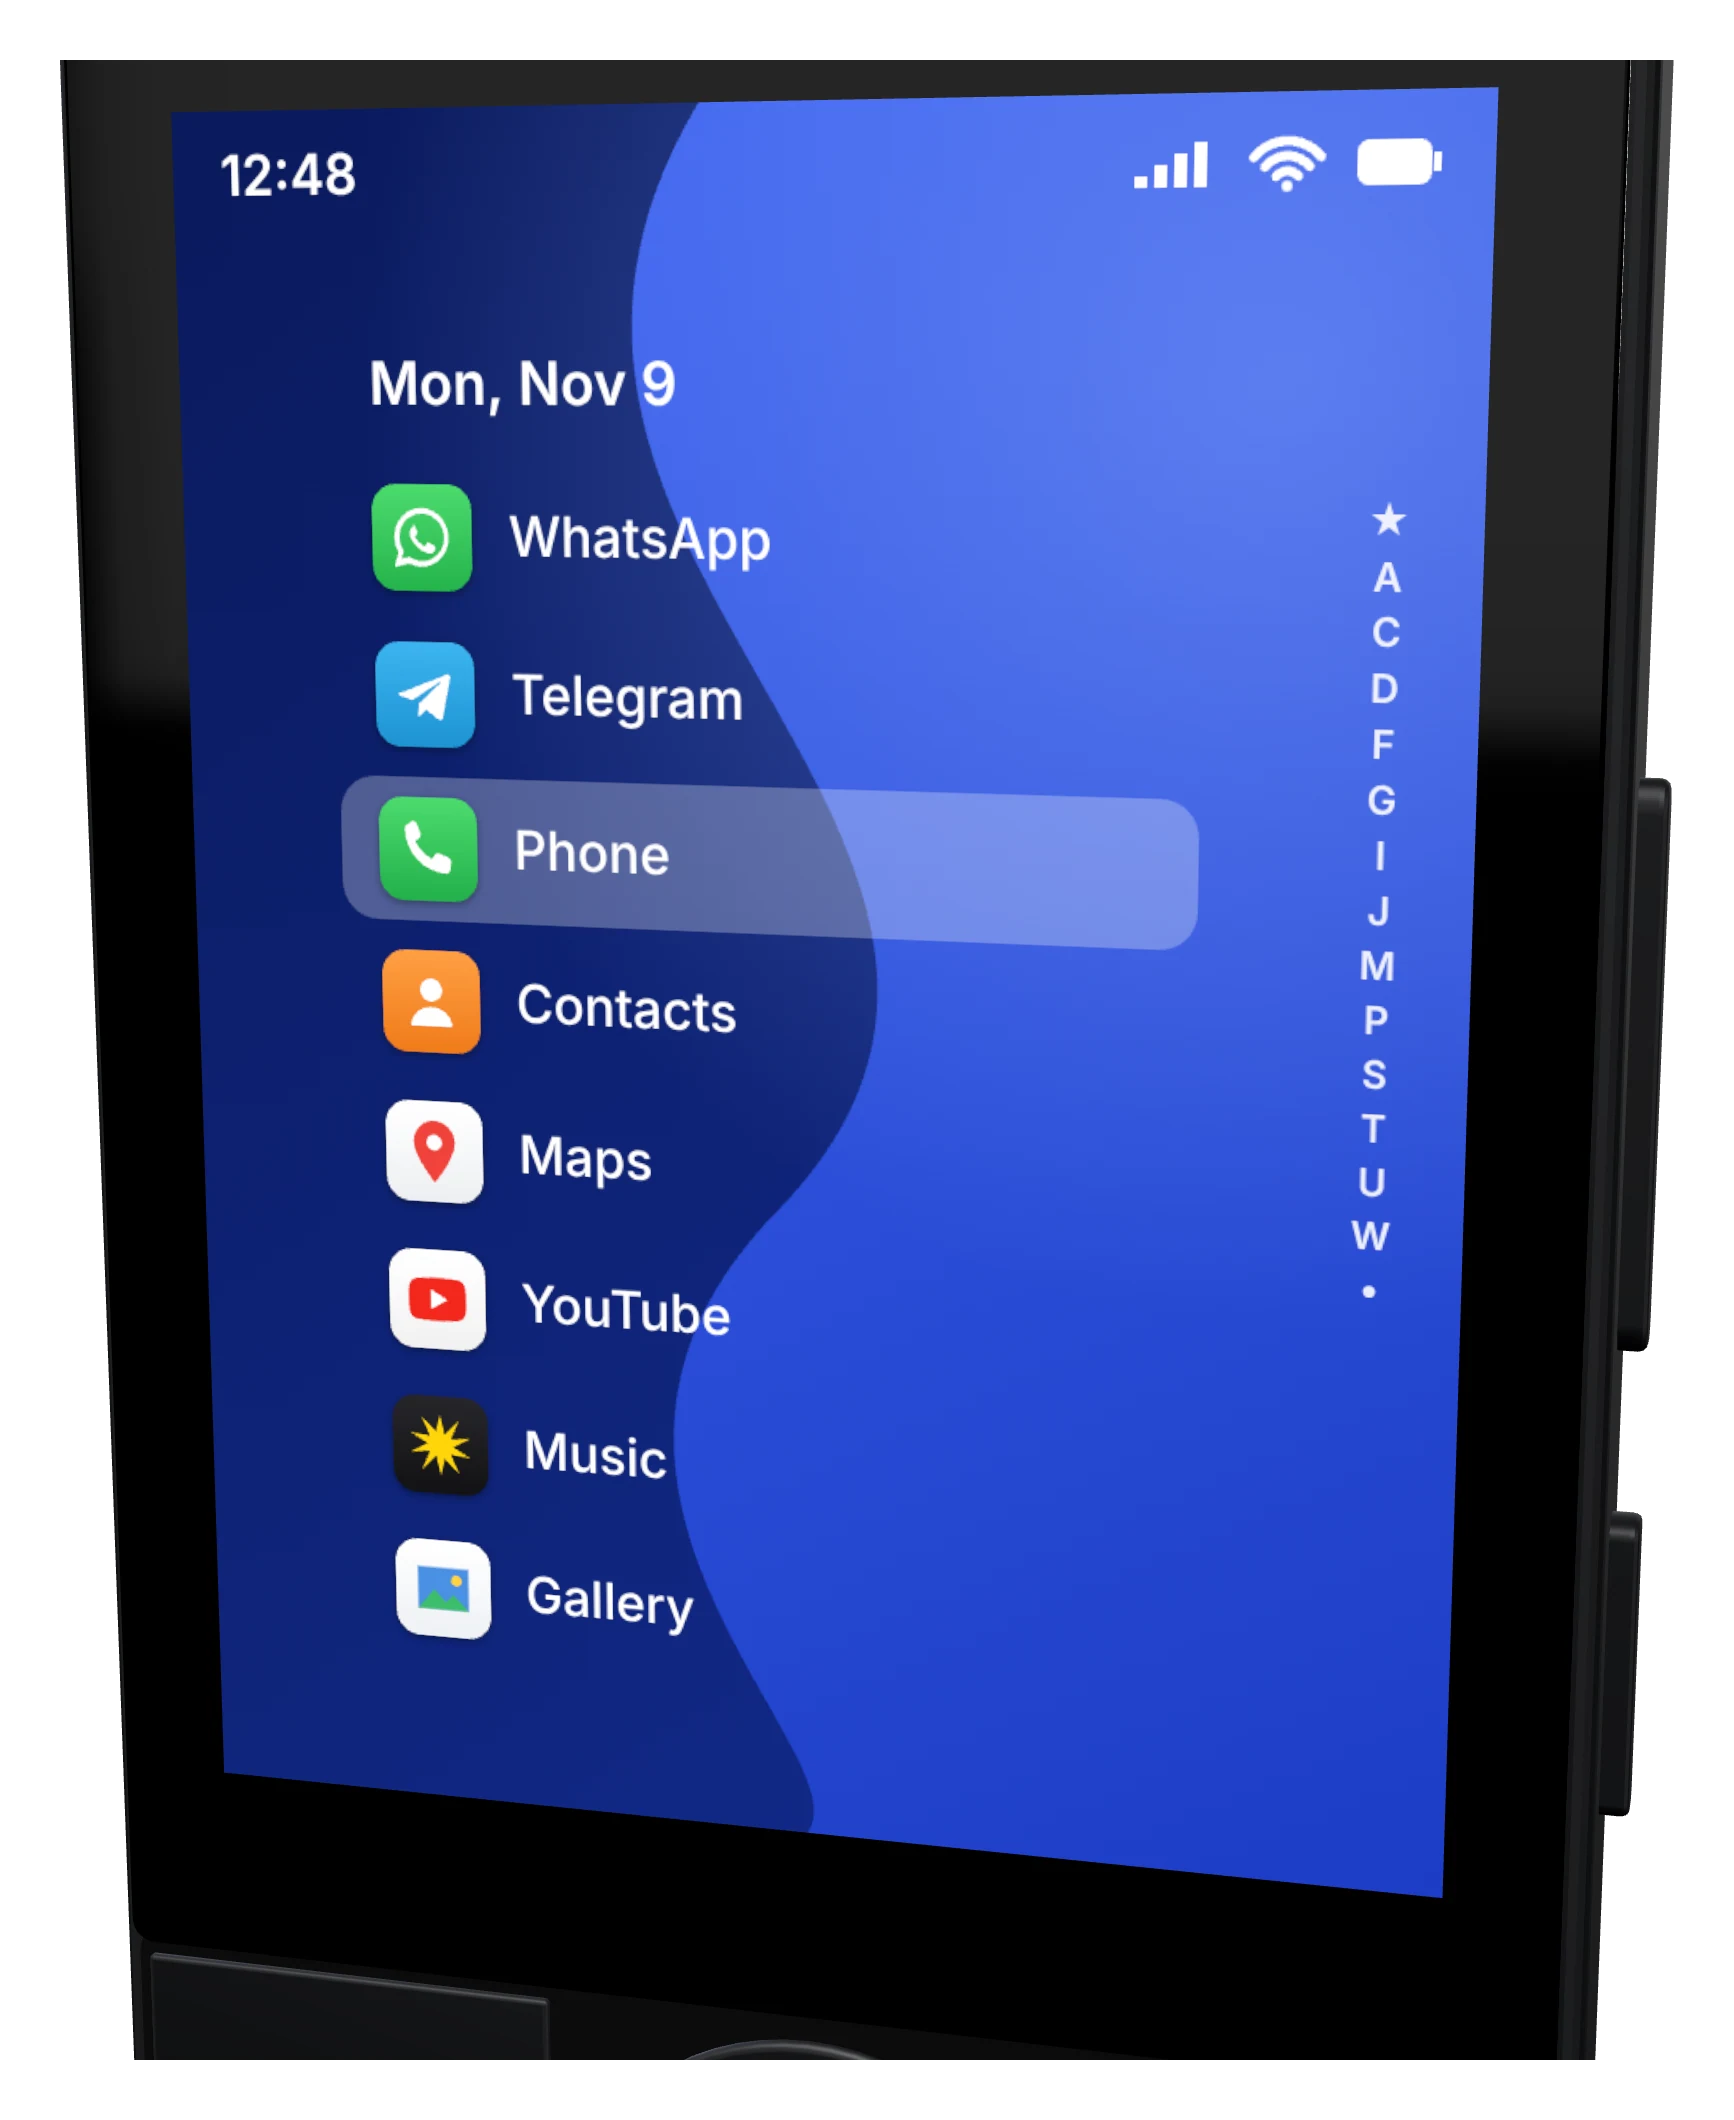 12:48
Mon, Nov 9
WhatsApp
Telegram
Phone
Contacts
Maps
YouTube
Music
Gallery
★
A
C
D
F
G
I
J
M
P
S
T
U
W
•